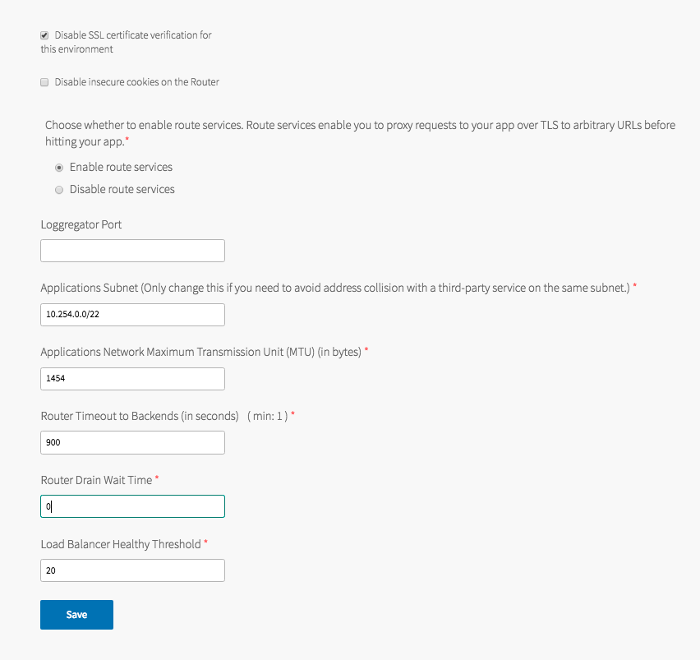 Disable SSL certificate verification for
this environment
Disable insecure cookies on the Router
Choose whether to enable route services. Route services enable you to proxy requests to your app over TLS to arbitrary URLs before
hitting your app.*
Enable route services
Disable route services
Loggregator Port
Applications Subnet (Only change this if you need to avoid address collision with a third-party service on the same subnet.) *
10.254.0.0/22
Applications Network Maximum Transmission Unit (MTU) (in bytes) *
1454
Router Timeout to Backends (in seconds) ( min: 1 ) *
900
Router Drain Wait Time *
0
Load Balancer Healthy Threshold *
20
Save